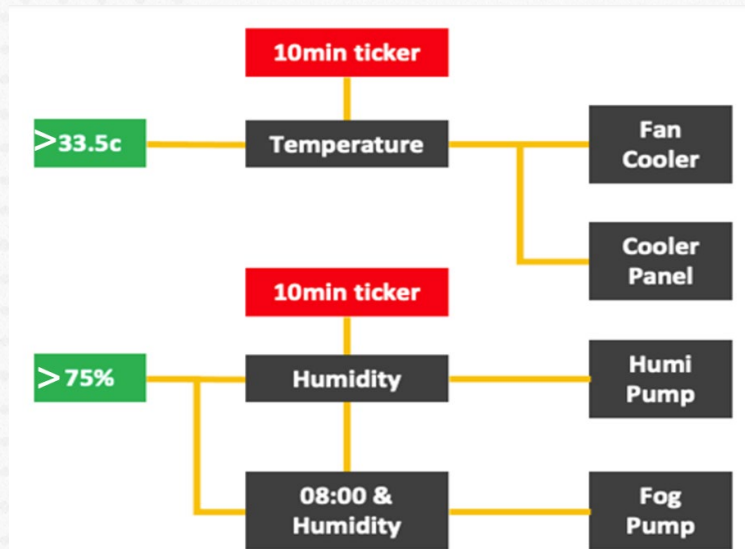 10min ticker
>33.5c
Temperature
Fan
Cooler
Cooler
Panel
10min ticker
>75%
Humidity
Humi
Pump
08:00 &
Humidity
Fog
Pump